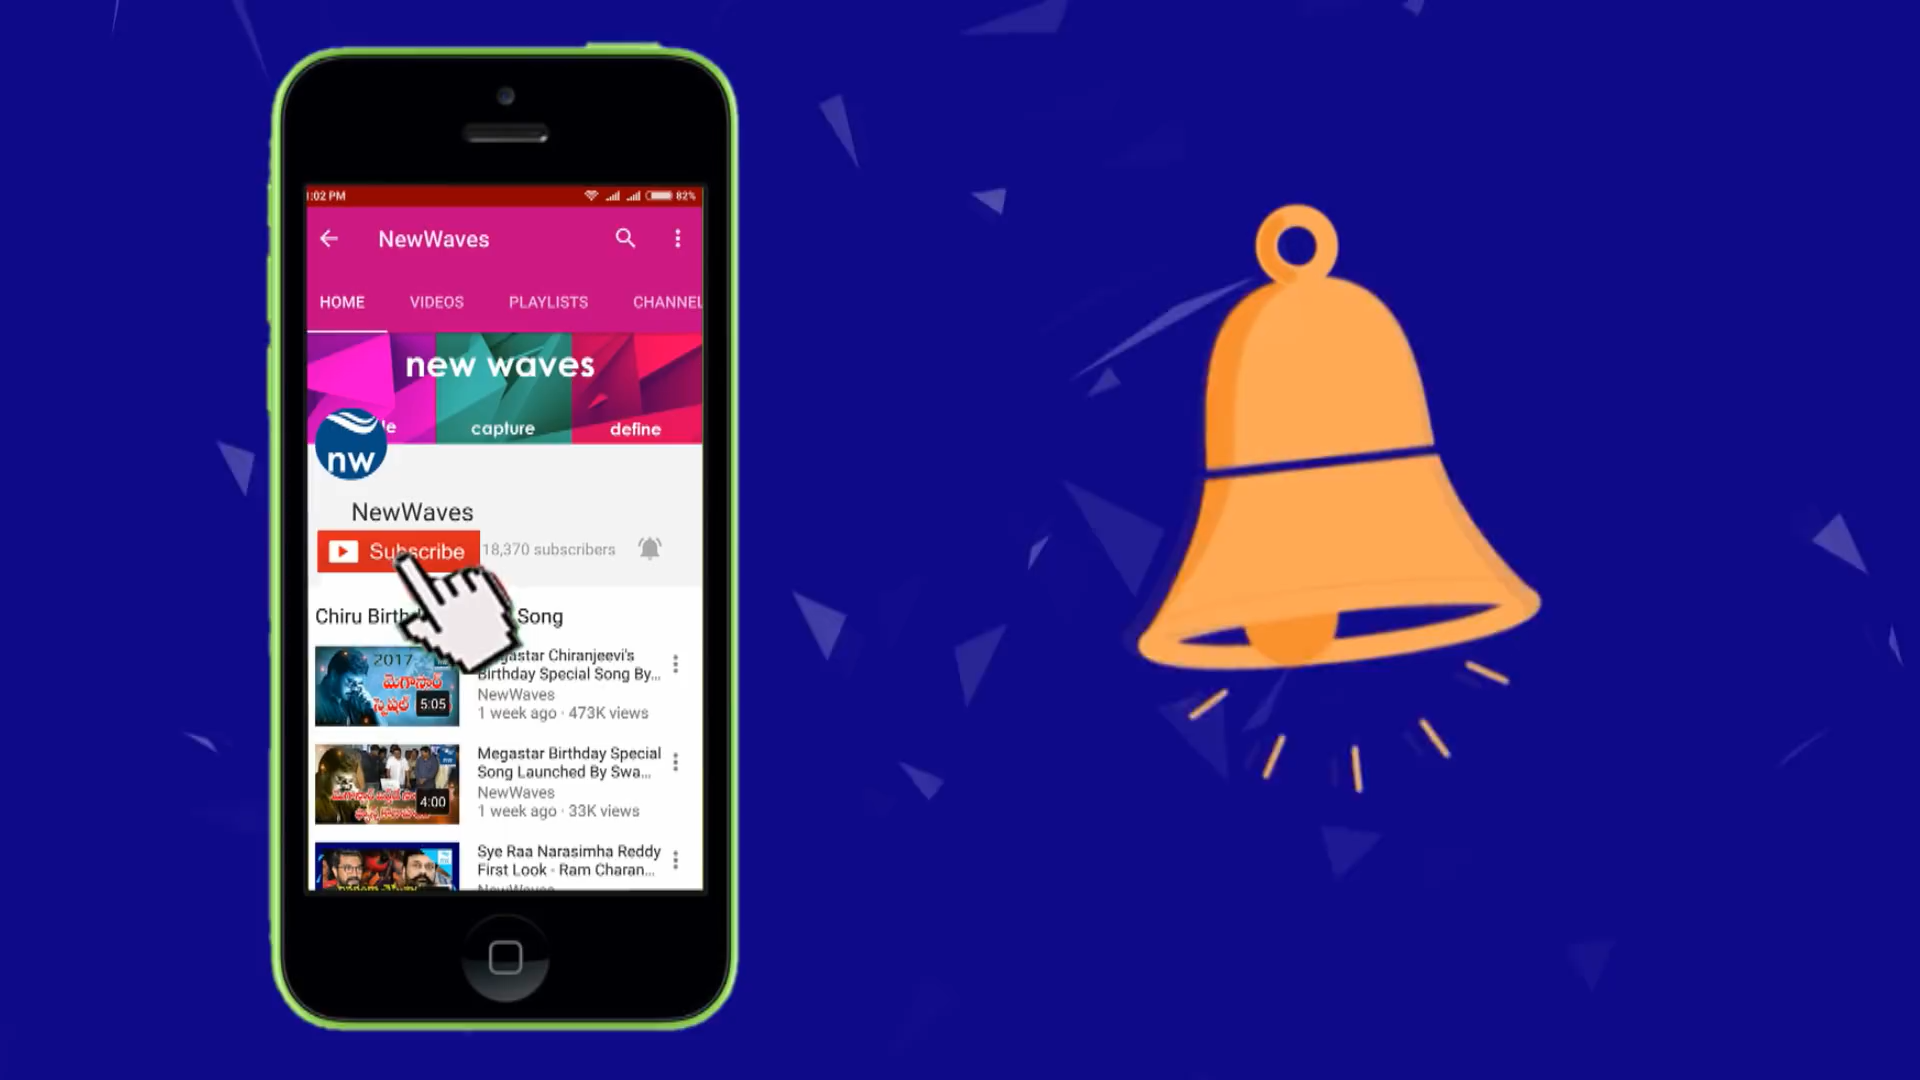 1:02 PM
82%
NewWaves
HOME VIDEOS PLAYLISTS CHANNEL
new waves
capture define
nw
NewWaves
Subscribe 18,370 subscribers
Chiru Song
2017
మెగాస్టార్
స్పెషల్
5:05
Chiranjeevi's
Birthday Special Song By...
NewWaves
1 week ago · 473K views
4:00
Megastar Birthday Special
Song Launched By Swa...
NewWaves
1 week ago · 33K views
Sye Raa Narasimha Reddy
First Look - Ram Charan...
NewWaves